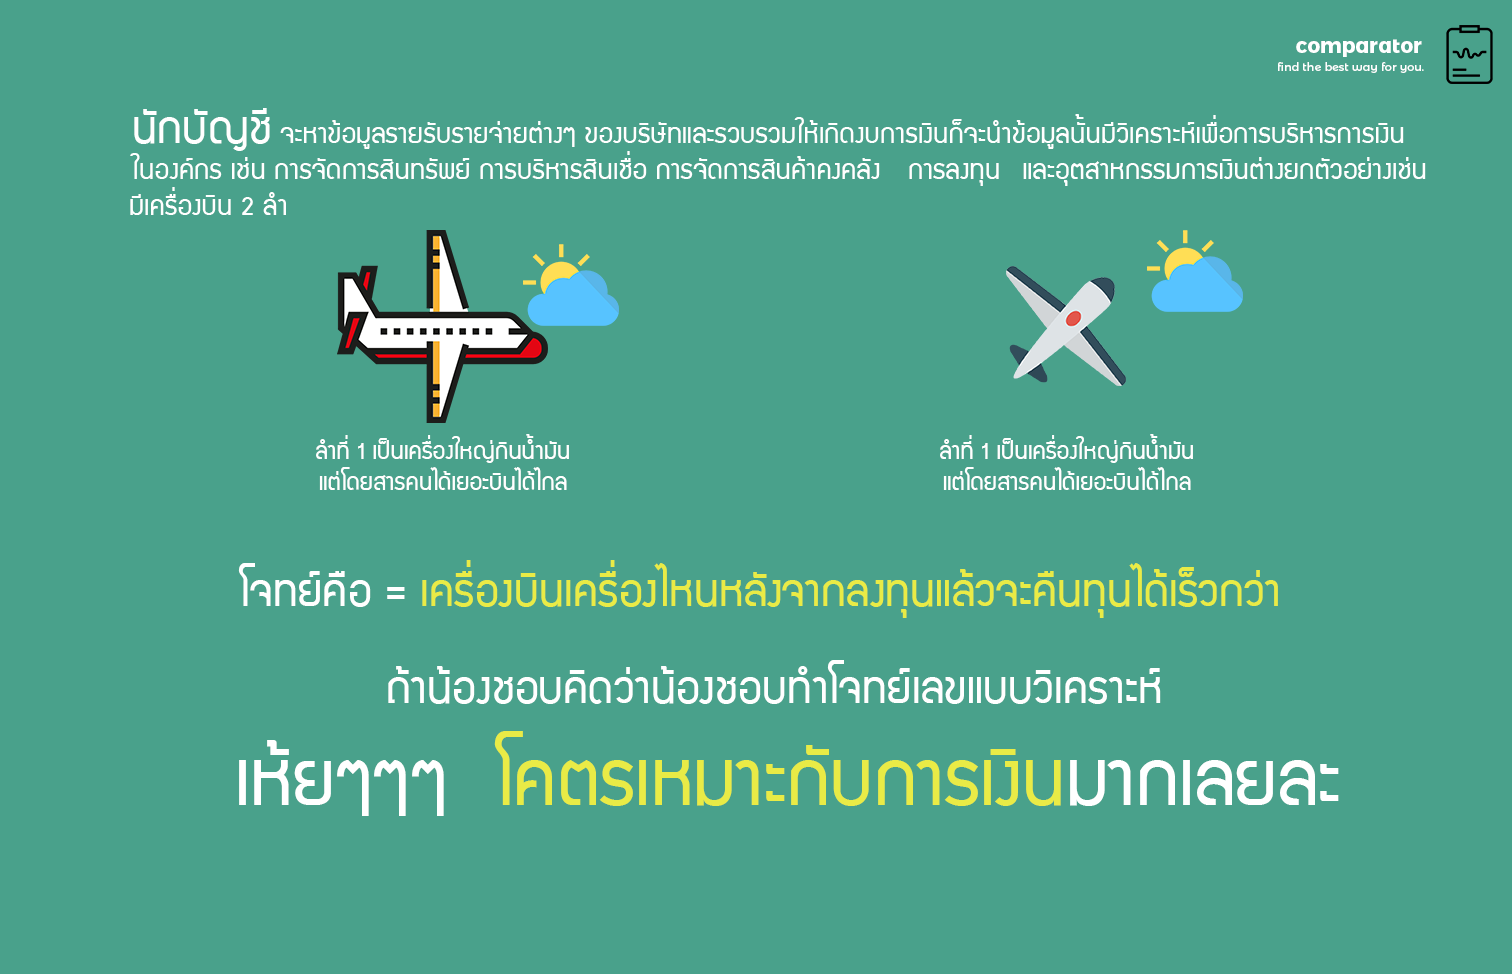 comparator
find the best way for you.
นักบัญชี จะหาข้อมูลรายรับรายจ่ายต่างๆ ของบริษัทและรวบรวมให้เกิดงบการเงินก็จะนำข้อมูลนั้นมีวิเคราะห์เพื่อการบริหารการเงิน
ในองค์กร เช่น การจัดการสินทรัพย์ การบริหารสินเชื่อ การจัดการสินค้าคงคลัง การลงทุน และอุตสาหกรรมการเงินต่างยกตัวอย่างเช่น
มีเครื่องบิน 2 ลำ
ลำที่ 1 เป็นเครื่องใหญ่กินน้ำมัน
แต่โดยสารคนได้เยอะบินได้ไกล
ลำที่ 1 เป็นเครื่องใหญ่กินน้ำมัน
แต่โดยสารคนได้เยอะบินได้ไกล
โจทย์คือ = เครื่องบินเครื่องไหนหลังจากลงทุนแล้วจะคืนทุนได้เร็วกว่า
ถ้าน้องชอบคิดว่าน้องชอบทำโจทย์เลขแบบวิเคราะห์
เห้ยๆๆๆ โคตรเหมาะกับการเงินมากเลยละ